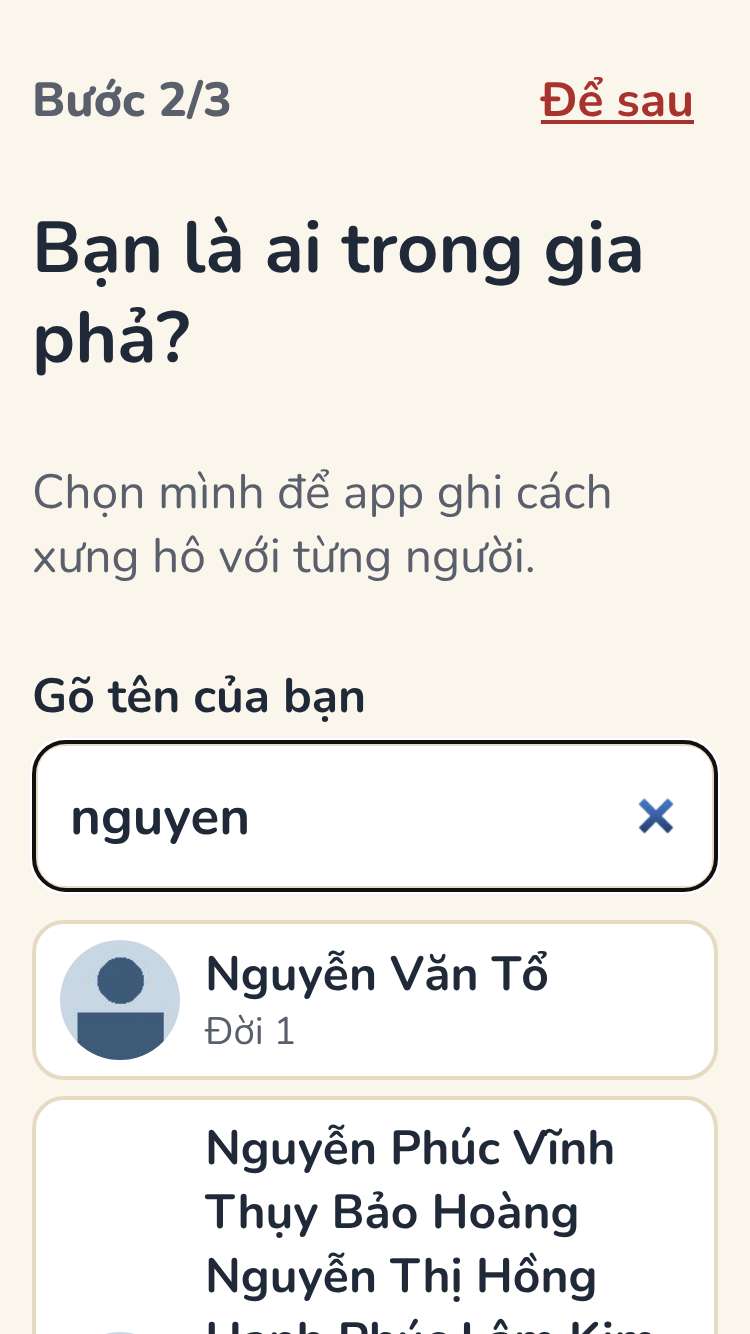 Bước 2/3
Để sau
Bạn là ai trong gia
phả?
Chọn mình để app ghi cách
xưng hô với từng người.
Gõ tên của bạn
nguyen
Nguyễn Văn Tổ
Đời 1
Nguyễn Phúc Vĩnh
Thụy Bảo Hoàng
Nguyễn Thị Hồng